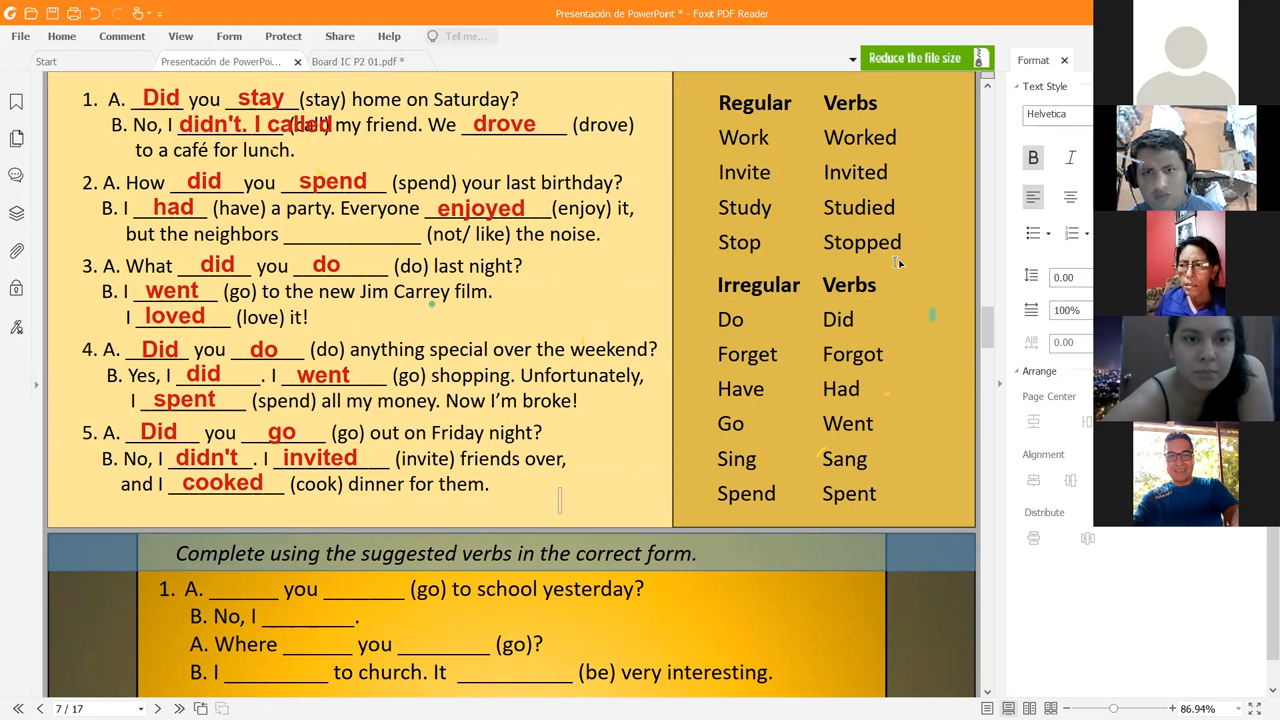 Presentación de PowerPoint * - Foxit PDF Reader
File Home Comment View Form Protect Share Help Tell me...
Start Presentación de PowerPoi... Board IC P2 01.pdf * Reduce the file size
1. A. Did you stay (stay) home on Saturday?
B. No, I didn't. I called my friend. We drove (drove)
to a café for lunch.
2. A. How did you spend (spend) your last birthday?
B. I had (have) a party. Everyone enjoyed (enjoy) it,
but the neighbors ______________ (not/ like) the noise.
3. A. What did you do (do) last night?
B. I went (go) to the new Jim Carrey film.
I loved (love) it!
4. A. Did you do (do) anything special over the weekend?
B. Yes, I did. I went (go) shopping. Unfortunately,
I spent (spend) all my money. Now I'm broke!
5. A. Did you go (go) out on Friday night?
B. No, I didn't. I invited (invite) friends over,
and I cooked (cook) dinner for them.
Regular Verbs
Work Worked
Invite Invited
Study Studied
Stop Stopped
Irregular Verbs
Do Did
Forget Forgot
Have Had
Go Went
Sing Sang
Spend Spent
Complete using the suggested verbs in the correct form.
1. A. ______ you _______ (go) to school yesterday?
B. No, I ________.
A. Where ______ you ________ (go)?
B. I _________ to church. It __________ (be) very interesting.
Format
Text Style
Helvetica
B I
0.00
100%
0.00
Arrange
Page Center
Alignment
Distribute
7 / 17
86.94%